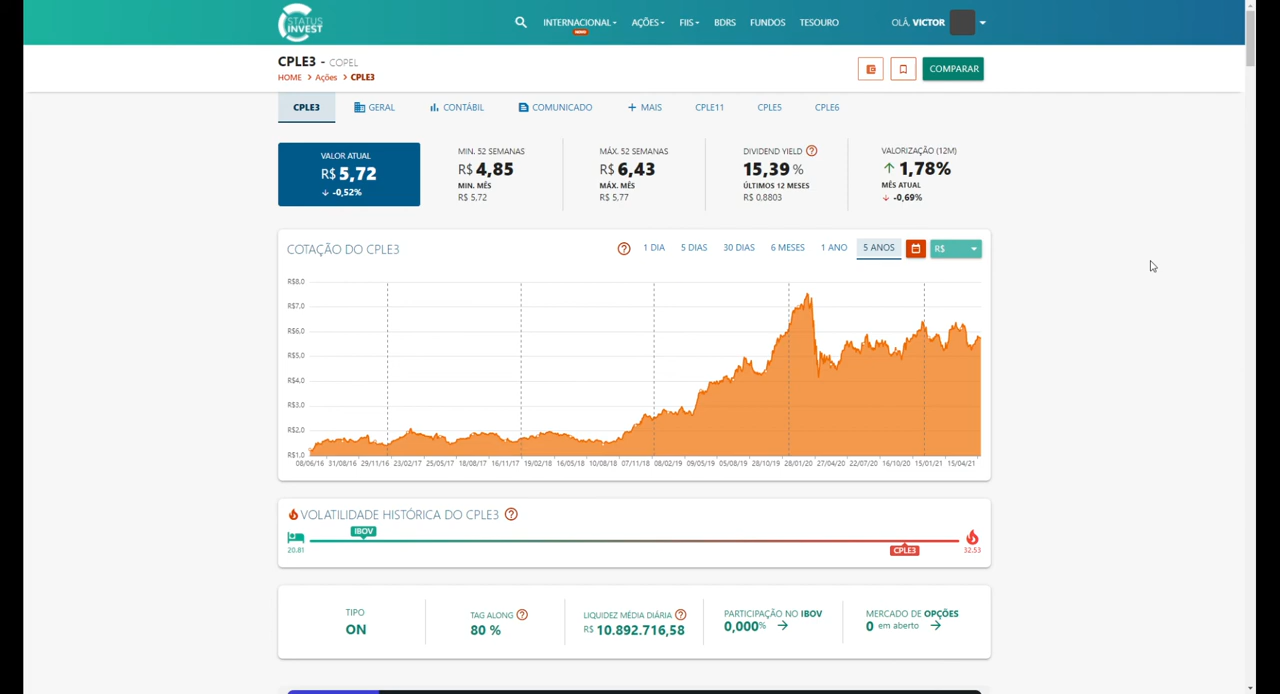 STATUS
INVEST
INTERNACIONAL
NOVO
AÇÕES
FIIS
BDRS
FUNDOS
TESOURO
OLÁ, VICTOR
CPLE3 - COPEL
HOME > Ações > CPLE3
COMPARAR
CPLE3
GERAL
CONTÁBIL
COMUNICADO
+ MAIS
CPLE11
CPLE5
CPLE6
VALOR ATUAL
R$ 5,72
↓ -0,52%
MIN. 52 SEMANAS
R$ 4,85
MIN. MÊS
R$ 5,72
MÁX. 52 SEMANAS
R$ 6,43
MÁX. MÊS
R$ 5,77
DIVIDEND YIELD ?
15,39 %
ÚLTIMOS 12 MESES
R$ 0,8803
VALORIZAÇÃO (12M)
↑ 1,78%
MÊS ATUAL
↓ -0,69%
COTAÇÃO DO CPLE3
?
1 DIA
5 DIAS
30 DIAS
6 MESES
1 ANO
5 ANOS
R$
R$8.0
R$7.0
R$6.0
R$5.0
R$4.0
R$3.0
R$2.0
R$1.0
08/06/16 31/08/16 29/11/16 23/02/17 25/05/17 18/08/17 16/11/17 19/02/18 16/05/18 10/08/18 07/11/18 08/02/19 09/05/19 05/08/19 28/10/19 28/01/20 27/04/20 22/07/20 16/10/20 15/01/21 15/04/21
VOLATILIDADE HISTÓRICA DO CPLE3 ?
IBOV
20.81
CPLE3
32.53
TIPO
ON
TAG ALONG ?
80 %
LIQUIDEZ MÉDIA DIÁRIA ?
R$ 10.892.716,58
PARTICIPAÇÃO NO IBOV
0,000% →
MERCADO DE OPÇÕES
0 em aberto →